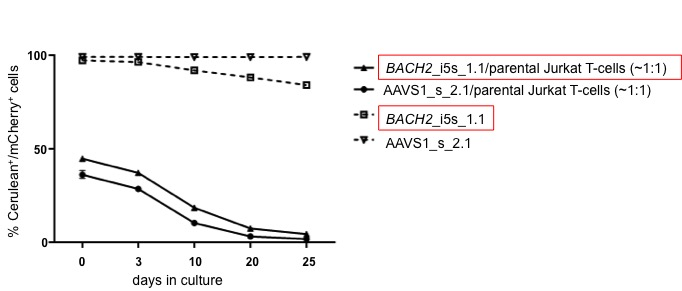 100
50
0
% Cerulean⁺/mCherry⁺ cells
0 3 10 20 25
days in culture
BACH2_i5s_1.1/parental Jurkat T-cells (~1:1)
AAVS1_s_2.1/parental Jurkat T-cells (~1:1)
BACH2_i5s_1.1
AAVS1_s_2.1